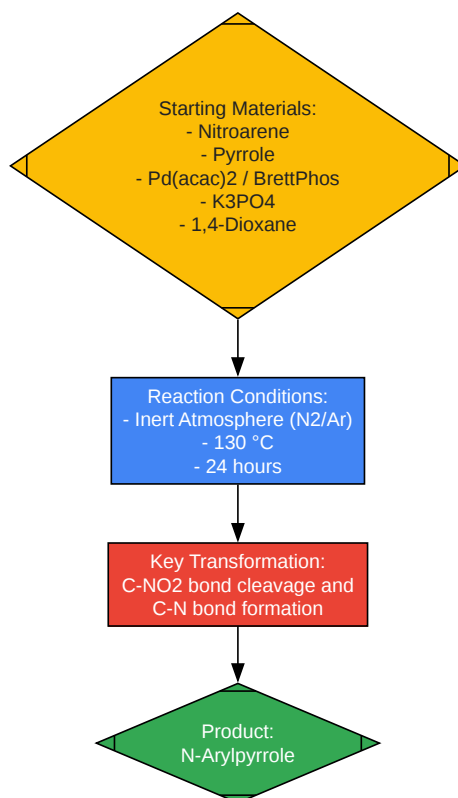 Starting Materials:
- Nitroarene
- Pyrrole
- Pd(acac)2 / BrettPhos
- K3PO4
- 1,4-Dioxane
Reaction Conditions:
- Inert Atmosphere (N2/Ar)
- 130 °C
- 24 hours
Key Transformation:
C-NO2 bond cleavage and
C-N bond formation
Product:
N-Arylpyrrole